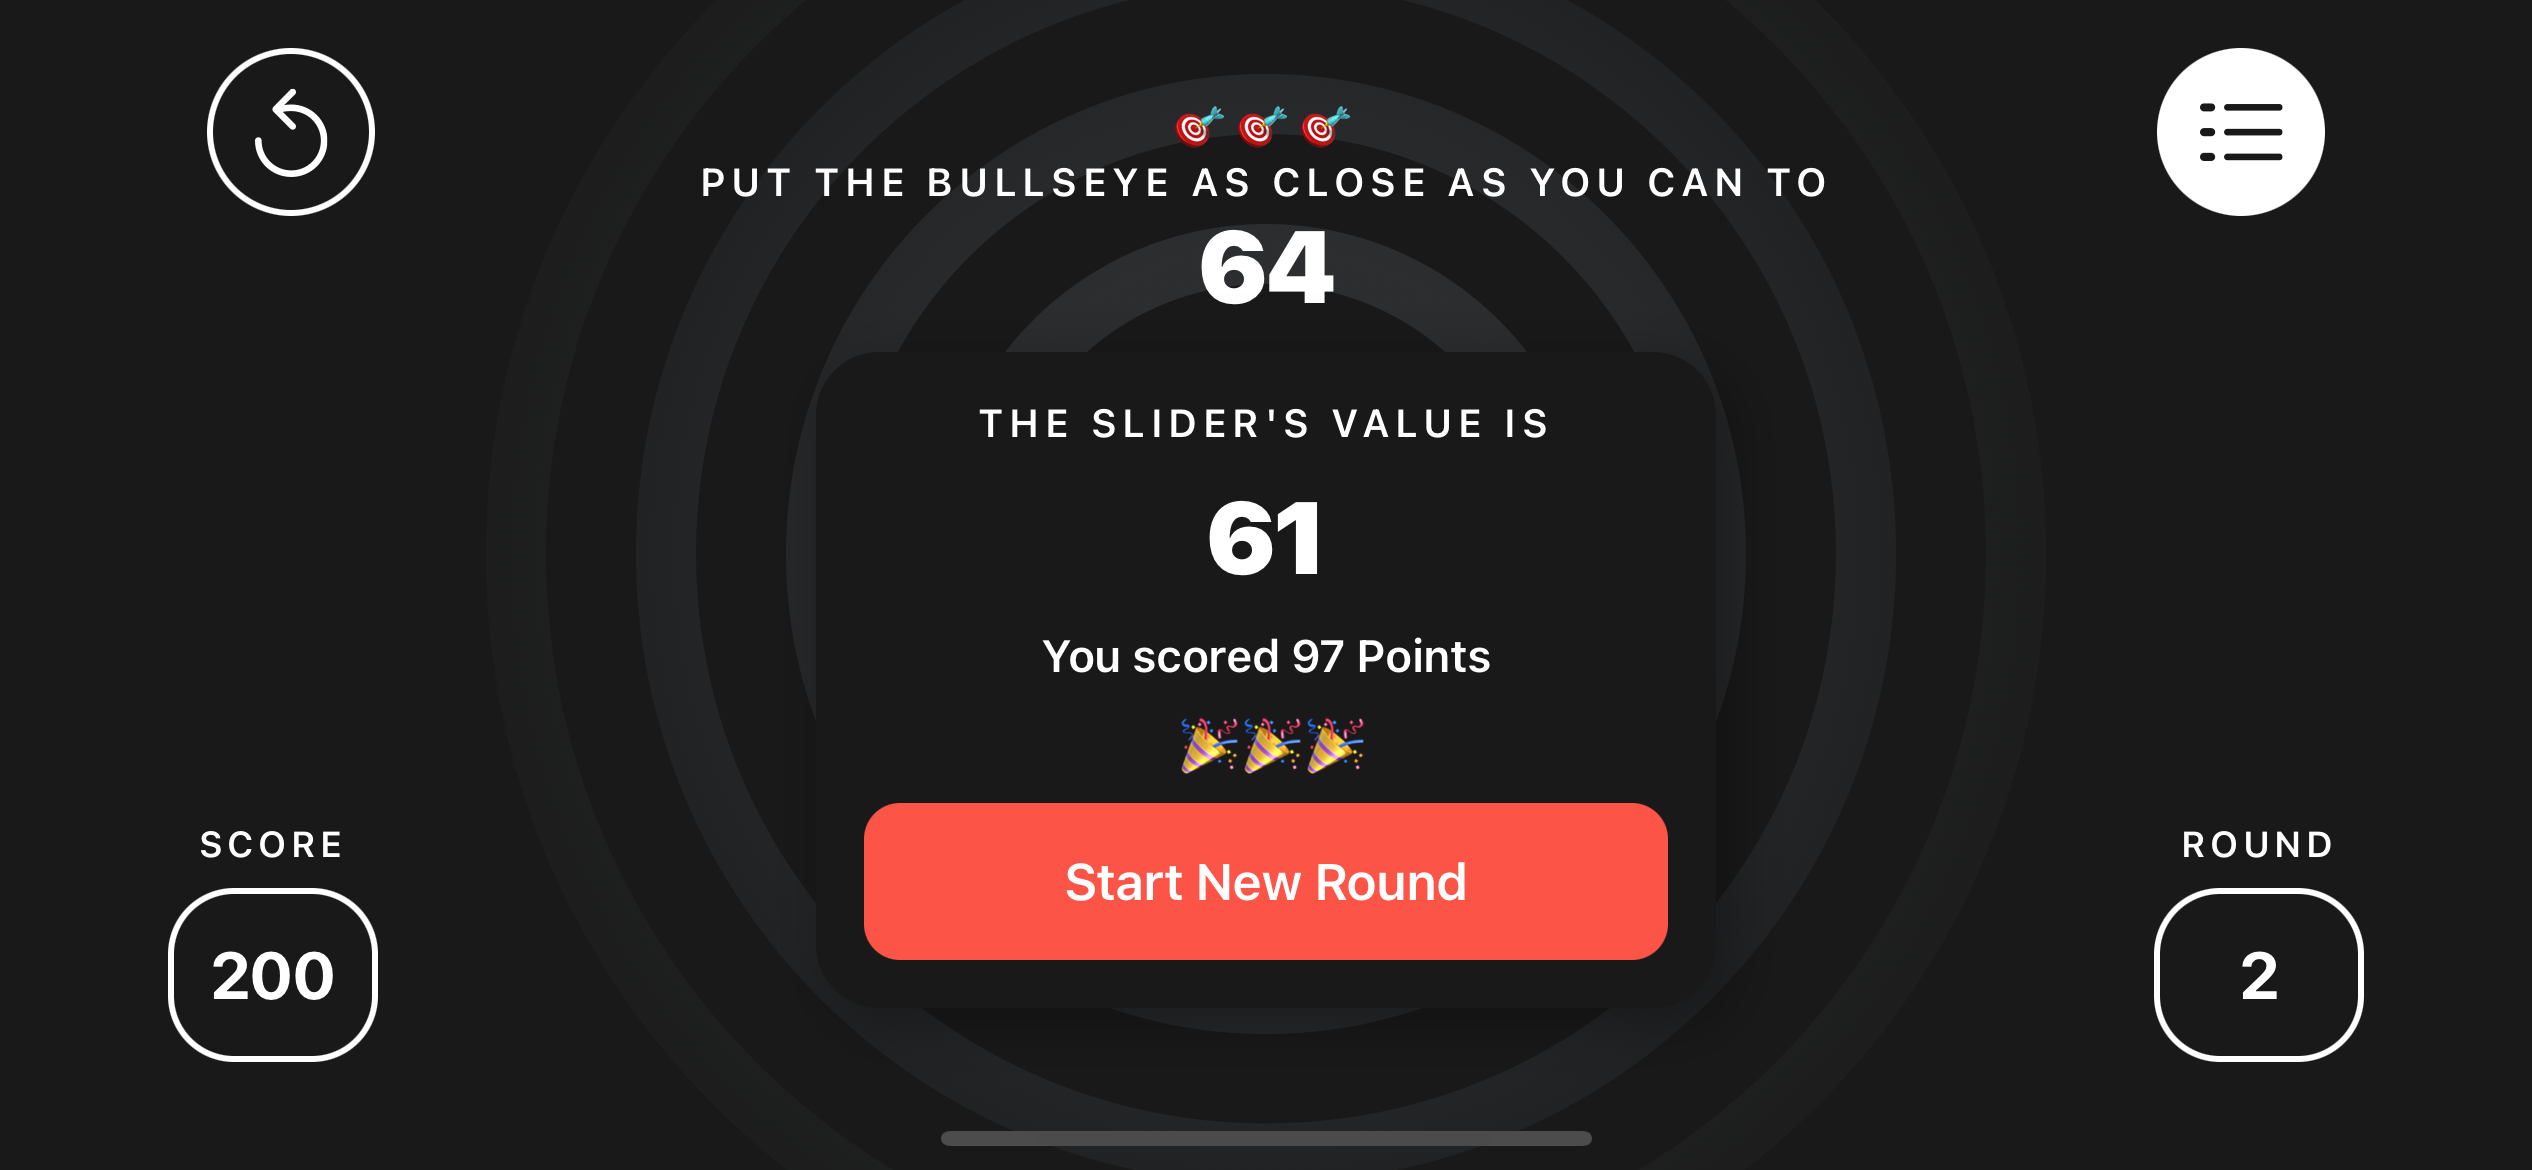 🎯🎯🎯
PUT THE BULLSEYE AS CLOSE AS YOU CAN TO
64
THE SLIDER'S VALUE IS
61
You scored 97 Points
🎉🎉🎉
Start New Round
SCORE
200
ROUND
2